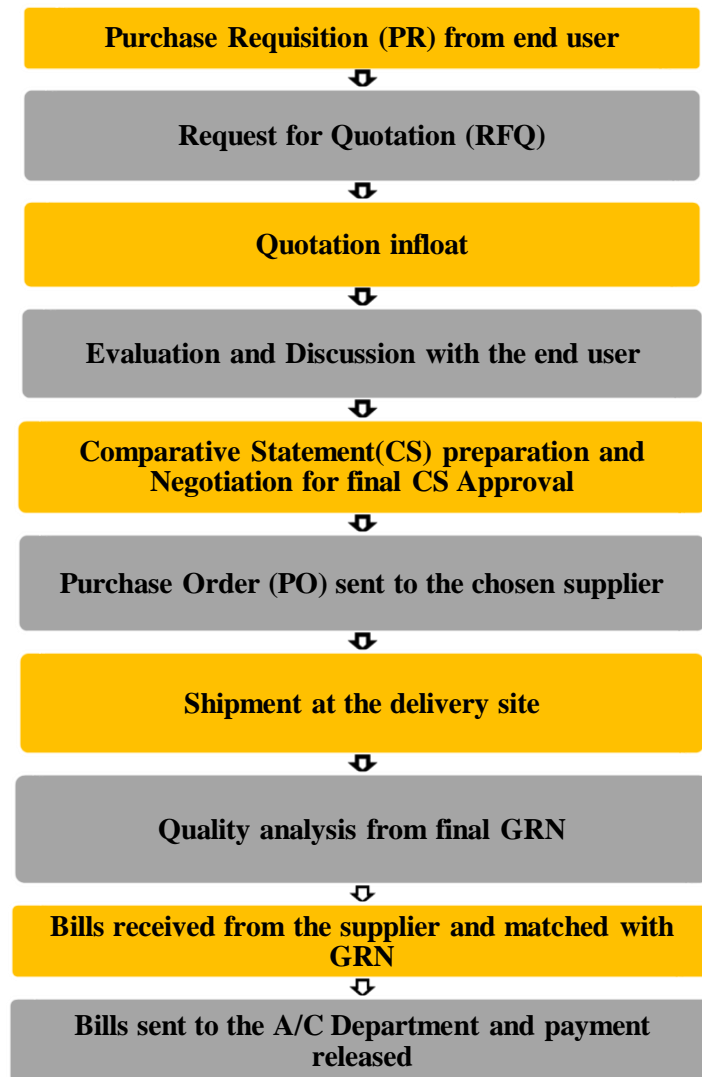 Purchase Requisition (PR) from end user
Request for Quotation (RFQ)
Quotation infloat
Evaluation and Discussion with the end user
Comparative Statement(CS) preparation and
Negotiation for final CS Approval
Purchase Order (PO) sent to the chosen supplier
Shipment at the delivery site
Quality analysis from final GRN
Bills received from the supplier and matched with
GRN
Bills sent to the A/C Department and payment
released